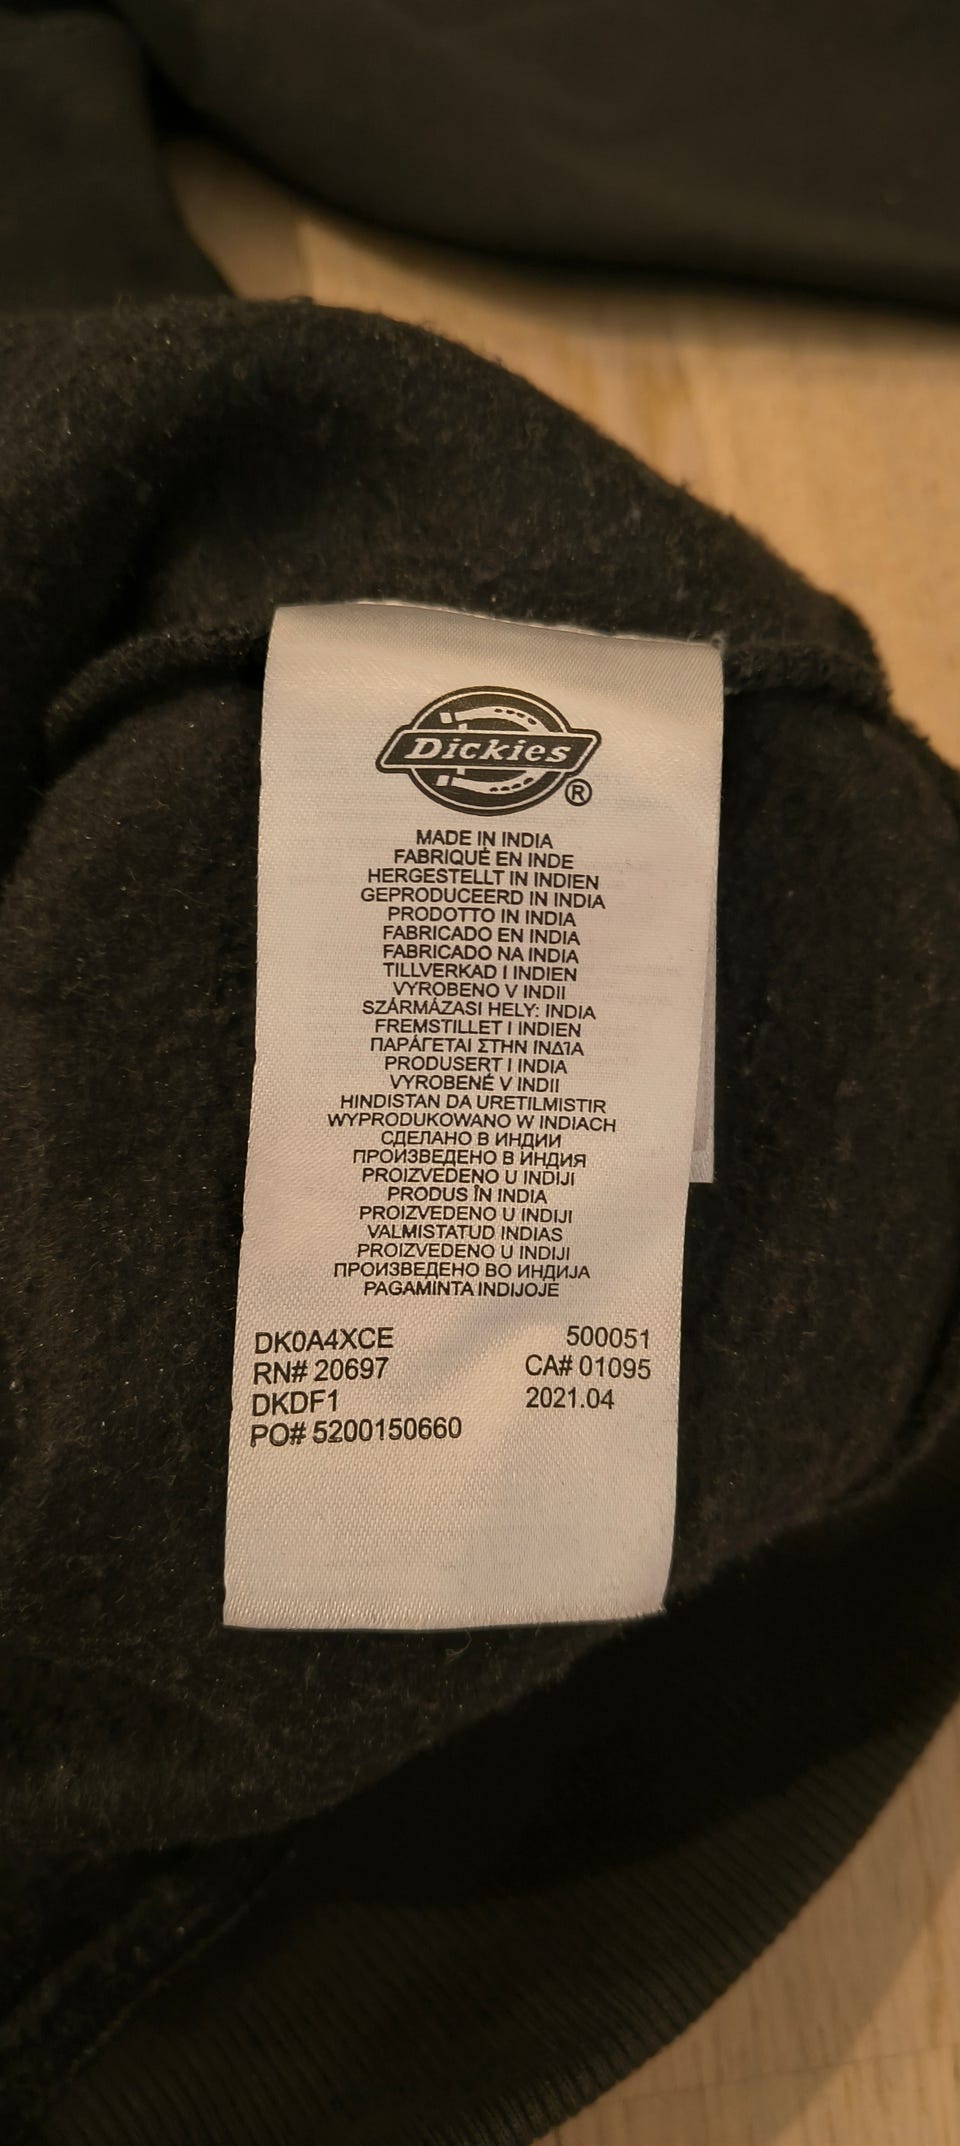 Dickies®
MADE IN INDIA
FABRIQUÉ EN INDE
HERGESTELLT IN INDIEN
GEPRODUCEERD IN INDIA
PRODOTTO IN INDIA
FABRICADO EN INDIA
FABRICADO NA INDIA
TILLVERKAD I INDIEN
VYROBENO V INDII
SZÁRMÁZASI HELY: INDIA
FREMSTILLET I INDIEN
ΠΑΡΆΓΕΤΑΙ ΣΤΗΝ ΙΝΔΊΑ
PRODUSERT I INDIA
VYROBENÉ V INDII
HINDISTAN DA URETILMISTIR
WYPRODUKOWANO W INDIACH
СДЕЛАНО В ИНДИИ
ПРОИЗВЕДЕНО В ИНДИЯ
PROIZVEDENO U INDIJI
PRODUS ÎN INDIA
PROIZVEDENO U INDIJI
VALMISTATUD INDIAS
PROIZVEDENO U INDIJI
ПРОИЗВЕДЕНО ВО ИНДИЈА
PAGAMINTA INDIJOJE
DK0A4XCE 500051
RN# 20697 CA# 01095
DKDF1 2021.04
PO# 5200150660